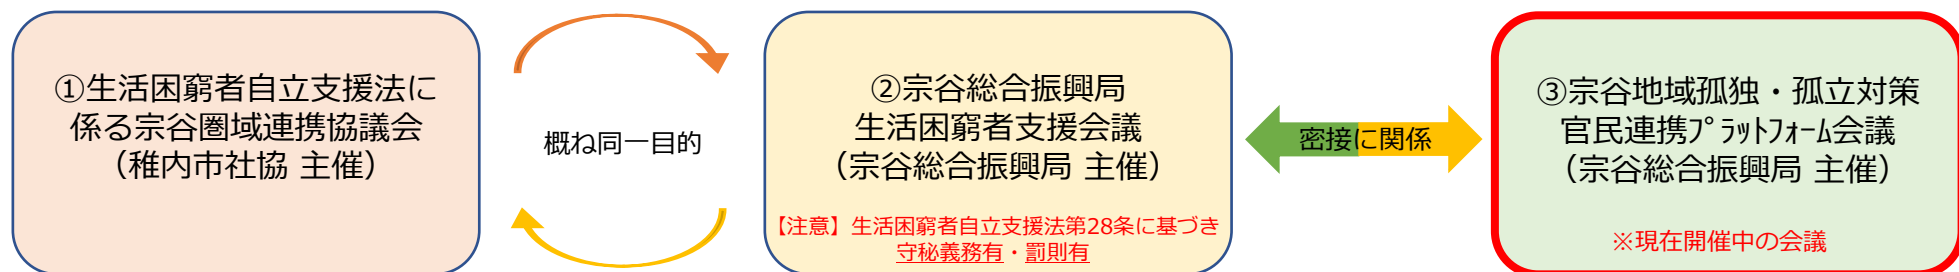 ①生活困窮者自立支援法に
係る宗谷圏域連携協議会
（稚内市社協 主催）
概ね同一目的
②宗谷総合振興局
生活困窮者支援会議
（宗谷総合振興局 主催）
【注意】生活困窮者自立支援法第28条に基づき
守秘義務有・罰則有
密接に関係
③宗谷地域孤独・孤立対策
官民連携ﾌﾟﾗｯﾄﾌｫｰﾑ会議
（宗谷総合振興局 主催）
※現在開催中の会議